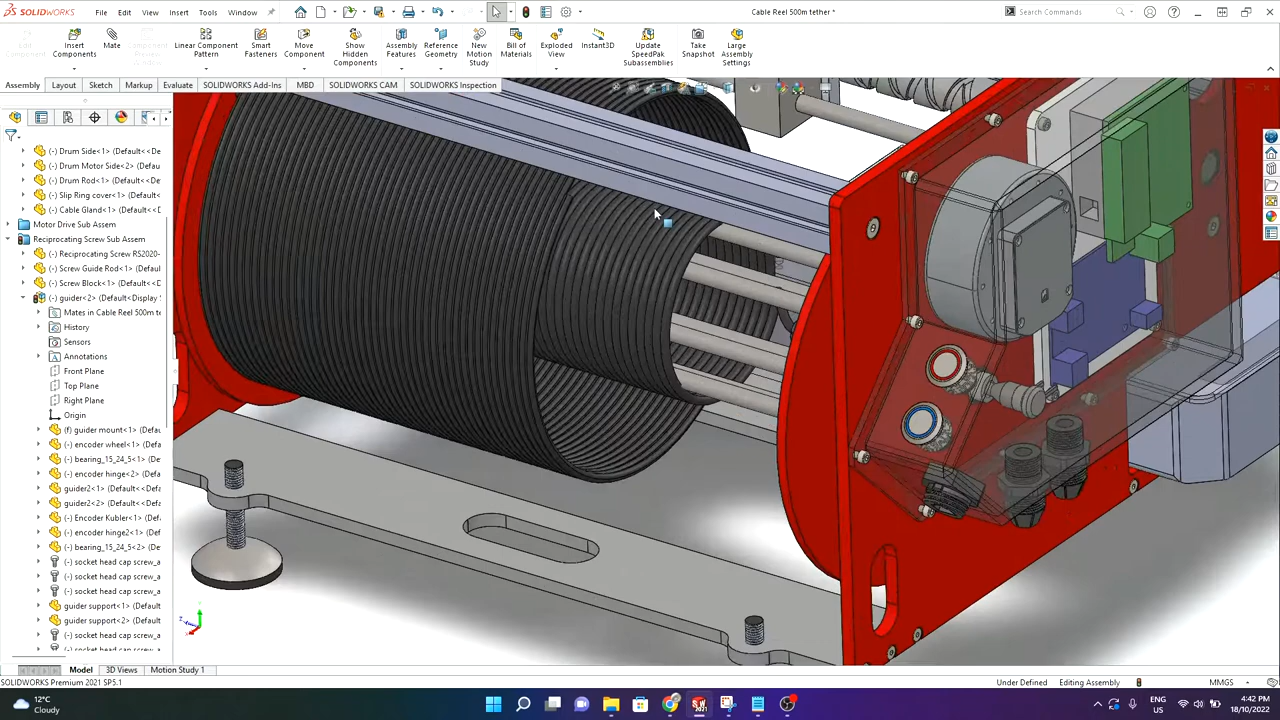 SOLIDWORKS
File
Edit
View
Insert
Tools
Window
Cable Reel 500m tether *
Search Commands
Insert Components
Mate
Linear Component Pattern
Smart Fasteners
Move Component
Show Hidden Components
Assembly Features
Reference Geometry
New Motion Study
Bill of Materials
Exploded View
Instant3D
Update SpeedPak Subassemblies
Take Snapshot
Large Assembly Settings
Assembly
Layout
Sketch
Markup
Evaluate
SOLIDWORKS Add-Ins
MBD
SOLIDWORKS CAM
SOLIDWORKS Inspection
(-) Drum Side<1> (Default<<D
(-) Drum Motor Side<2> (Default
(-) Drum Rod<1> (Default<<De
(-) Slip Ring cover<1> (Default
(-) Cable Gland<1> (Default<<D
Motor Drive Sub Assem
Reciprocating Screw Sub Assem
(-) Reciprocating Screw RS2020-
(-) Screw Guide Rod<1> (Default
(-) Screw Block<1> (Default<<D
(-) guider<2> (Default<Display S
Mates in Cable Reel 500m te
History
Sensors
Annotations
Front Plane
Top Plane
Right Plane
Origin
(f) guider mount<1> (Default
(-) encoder wheel<1> (Default
(-) bearing_15_24_5<1> (Def
(-) encoder hinge<2> (Default
guider2<1> (Default<<Defau
guider2<2> (Default<<Defau
(-) Encoder Kubler<1> (Defa
(-) encoder hinge2<1> (Defa
(-) bearing_15_24_5<2> (Def
(-) socket head cap screw_a
(-) socket head cap screw_a
(-) socket head cap screw_a
guider support<1> (Default
guider support<2> (Default
(-) socket head cap screw_a
Model
3D Views
Motion Study 1
SOLIDWORKS Premium 2021 SP5.1
Under Defined
Editing Assembly
MMGS
12°C
Cloudy
ENG
US
4:42 PM
18/10/2022